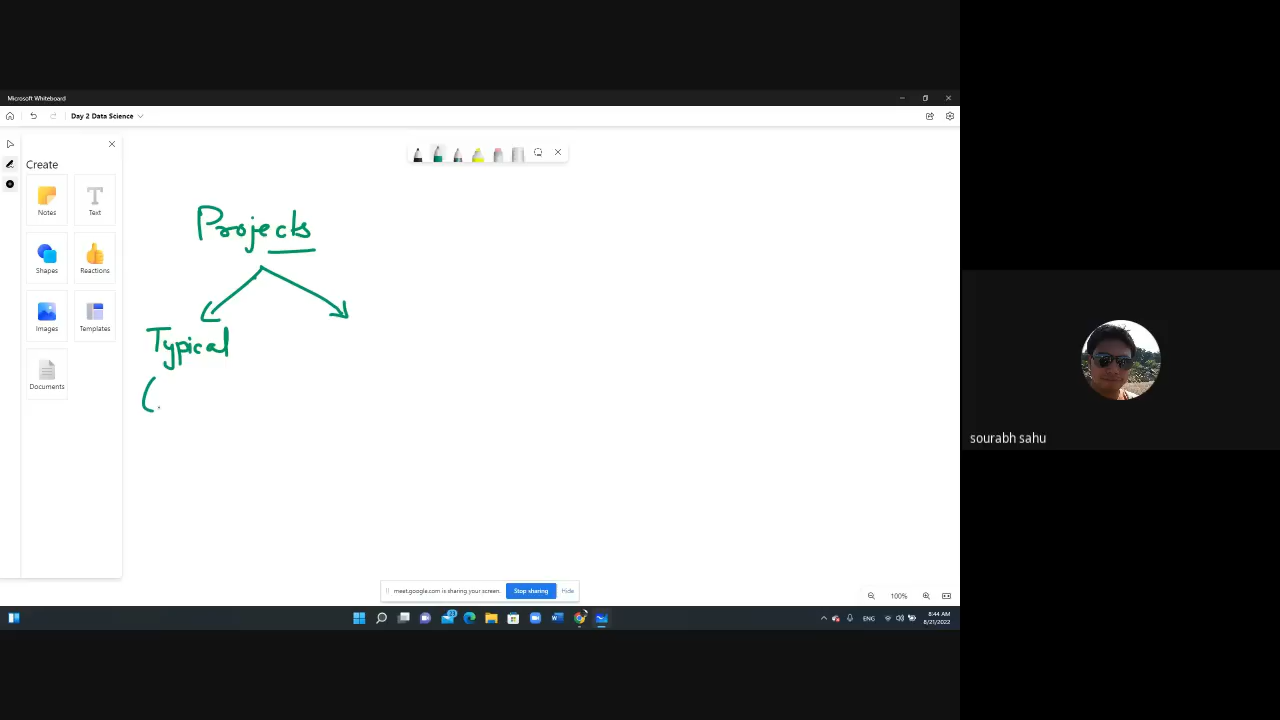 Microsoft Whiteboard
Day 2 Data Science
Create
Notes
Text
Shapes
Reactions
Images
Templates
Documents
Projects
Typical
(
sourabh sahu
meet.google.com is sharing your screen.
Stop sharing
Hide
100%
ENG
8:44 AM
8/21/2022